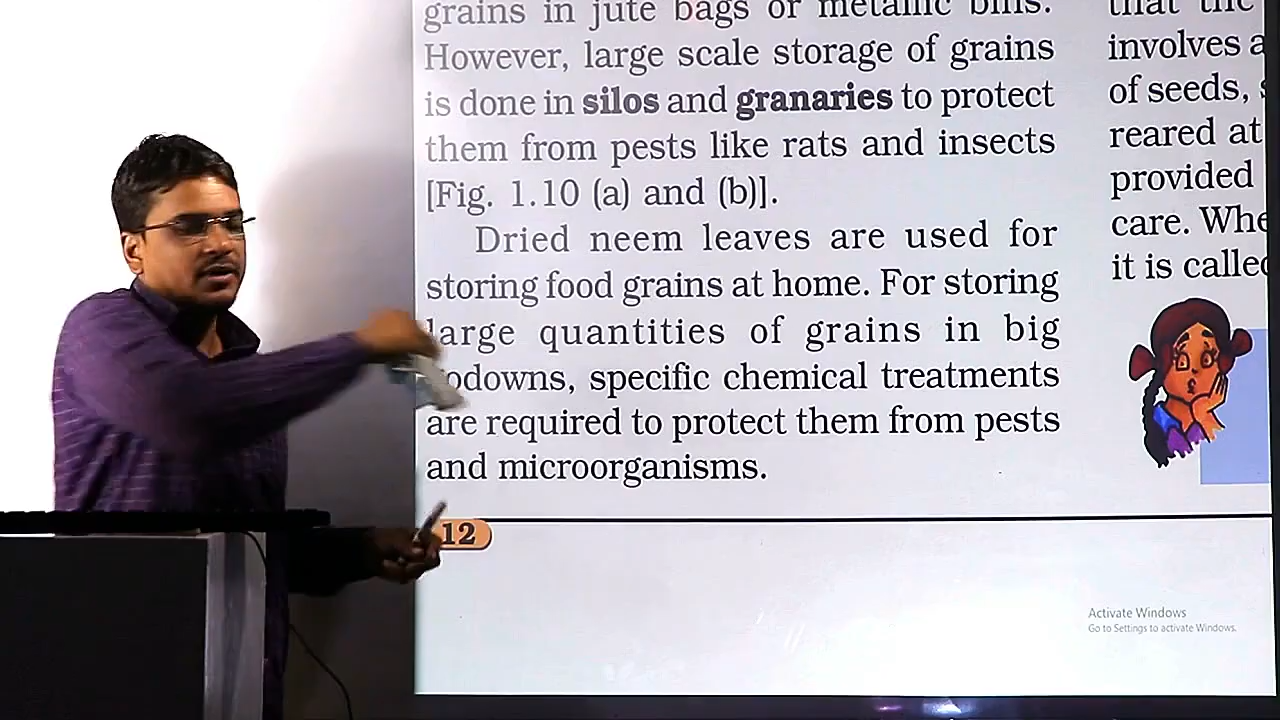 grains in jute bags or metallic bins.
However, large scale storage of grains
is done in silos and granaries to protect
them from pests like rats and insects
[Fig. 1.10 (a) and (b)].
Dried neem leaves are used for
storing food grains at home. For storing
large quantities of grains in big
odowns, specific chemical treatments
are required to protect them from pests
and microorganisms.
12
that the
involves a
of seeds, s
reared at
provided
care. Whe
it is called
Activate Windows
Go to Settings to activate Windows.